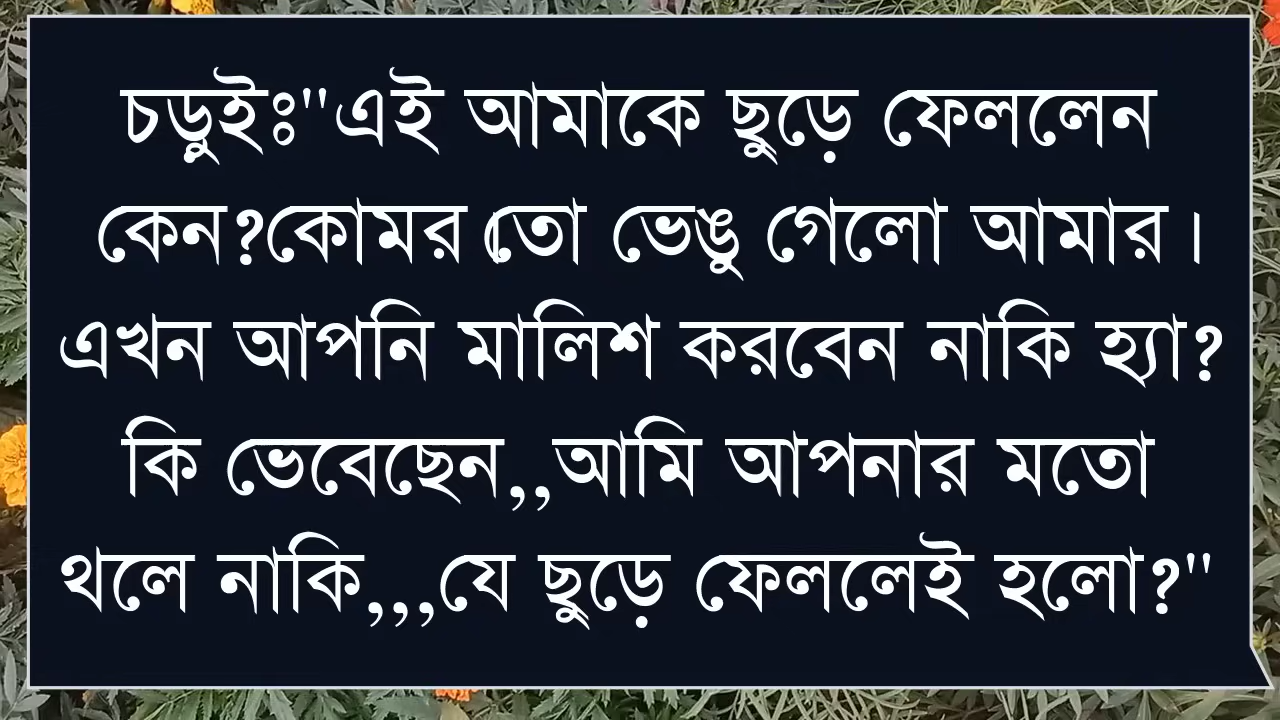 চড়ুইঃ"এই আমাকে ছুড়ে ফেললেন
কেন?কোমর তো ভেঙ্গু গেলো আমার।
এখন আপনি মালিশ করবেন নাকি হ্যা?
কি ভেবেছেন,,আমি আপনার মতো
থলে নাকি,,,যে ছুড়ে ফেললেই হলো?"